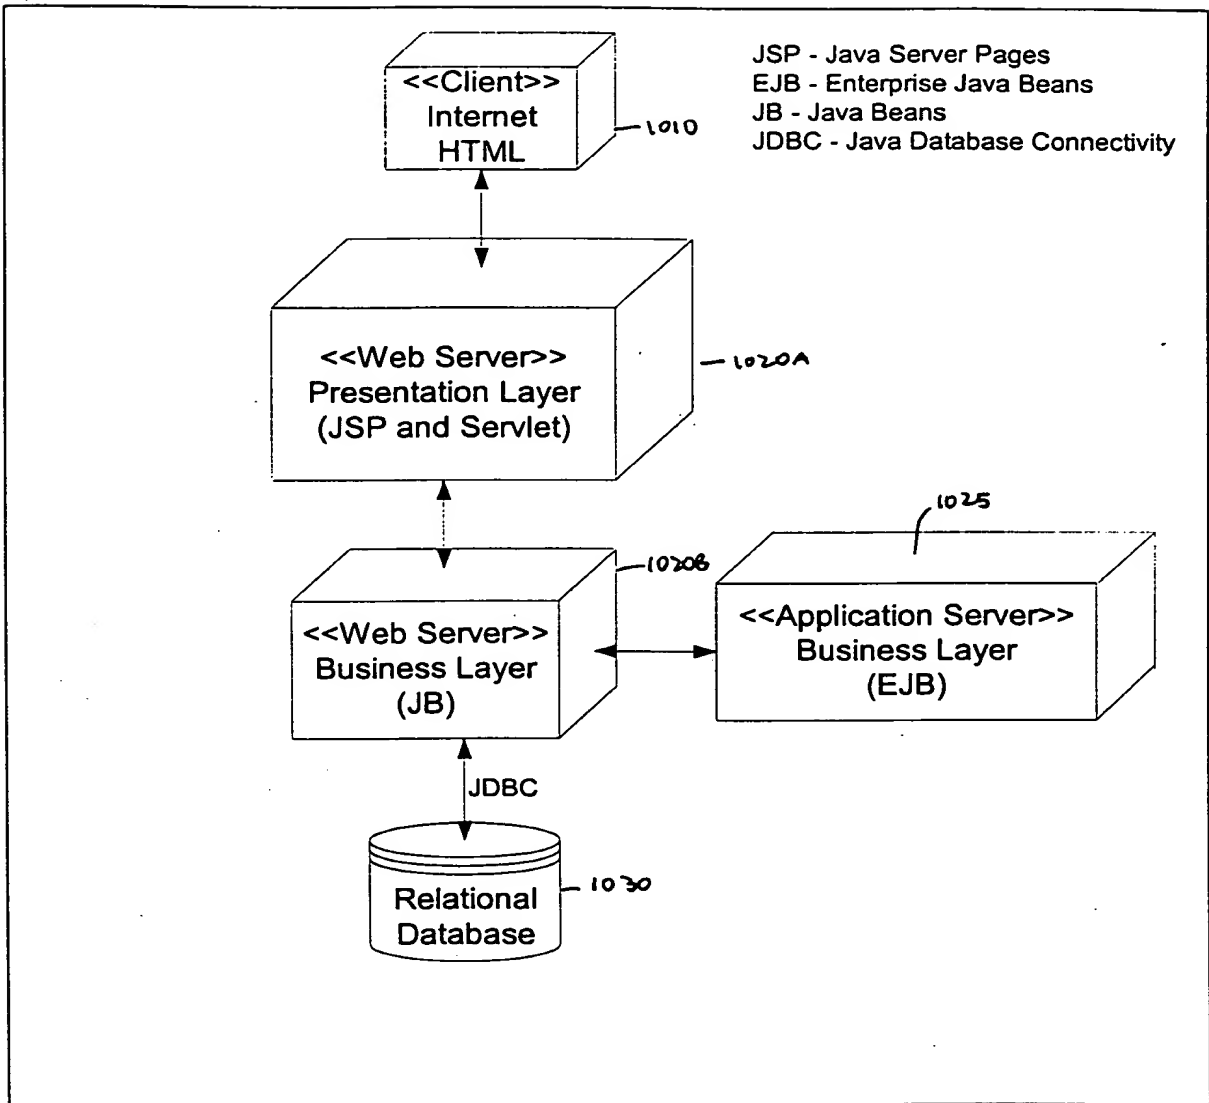 JSP - Java Server Pages
EJB - Enterprise Java Beans
JB - Java Beans
JDBC - Java Database Connectivity
<<Client>>
Internet
HTML
1010
<<Web Server>>
Presentation Layer
(JSP and Servlet)
1020A
<<Web Server>>
Business Layer
(JB)
1020B
1025
<<Application Server>>
Business Layer
(EJB)
JDBC
Relational
Database
1030